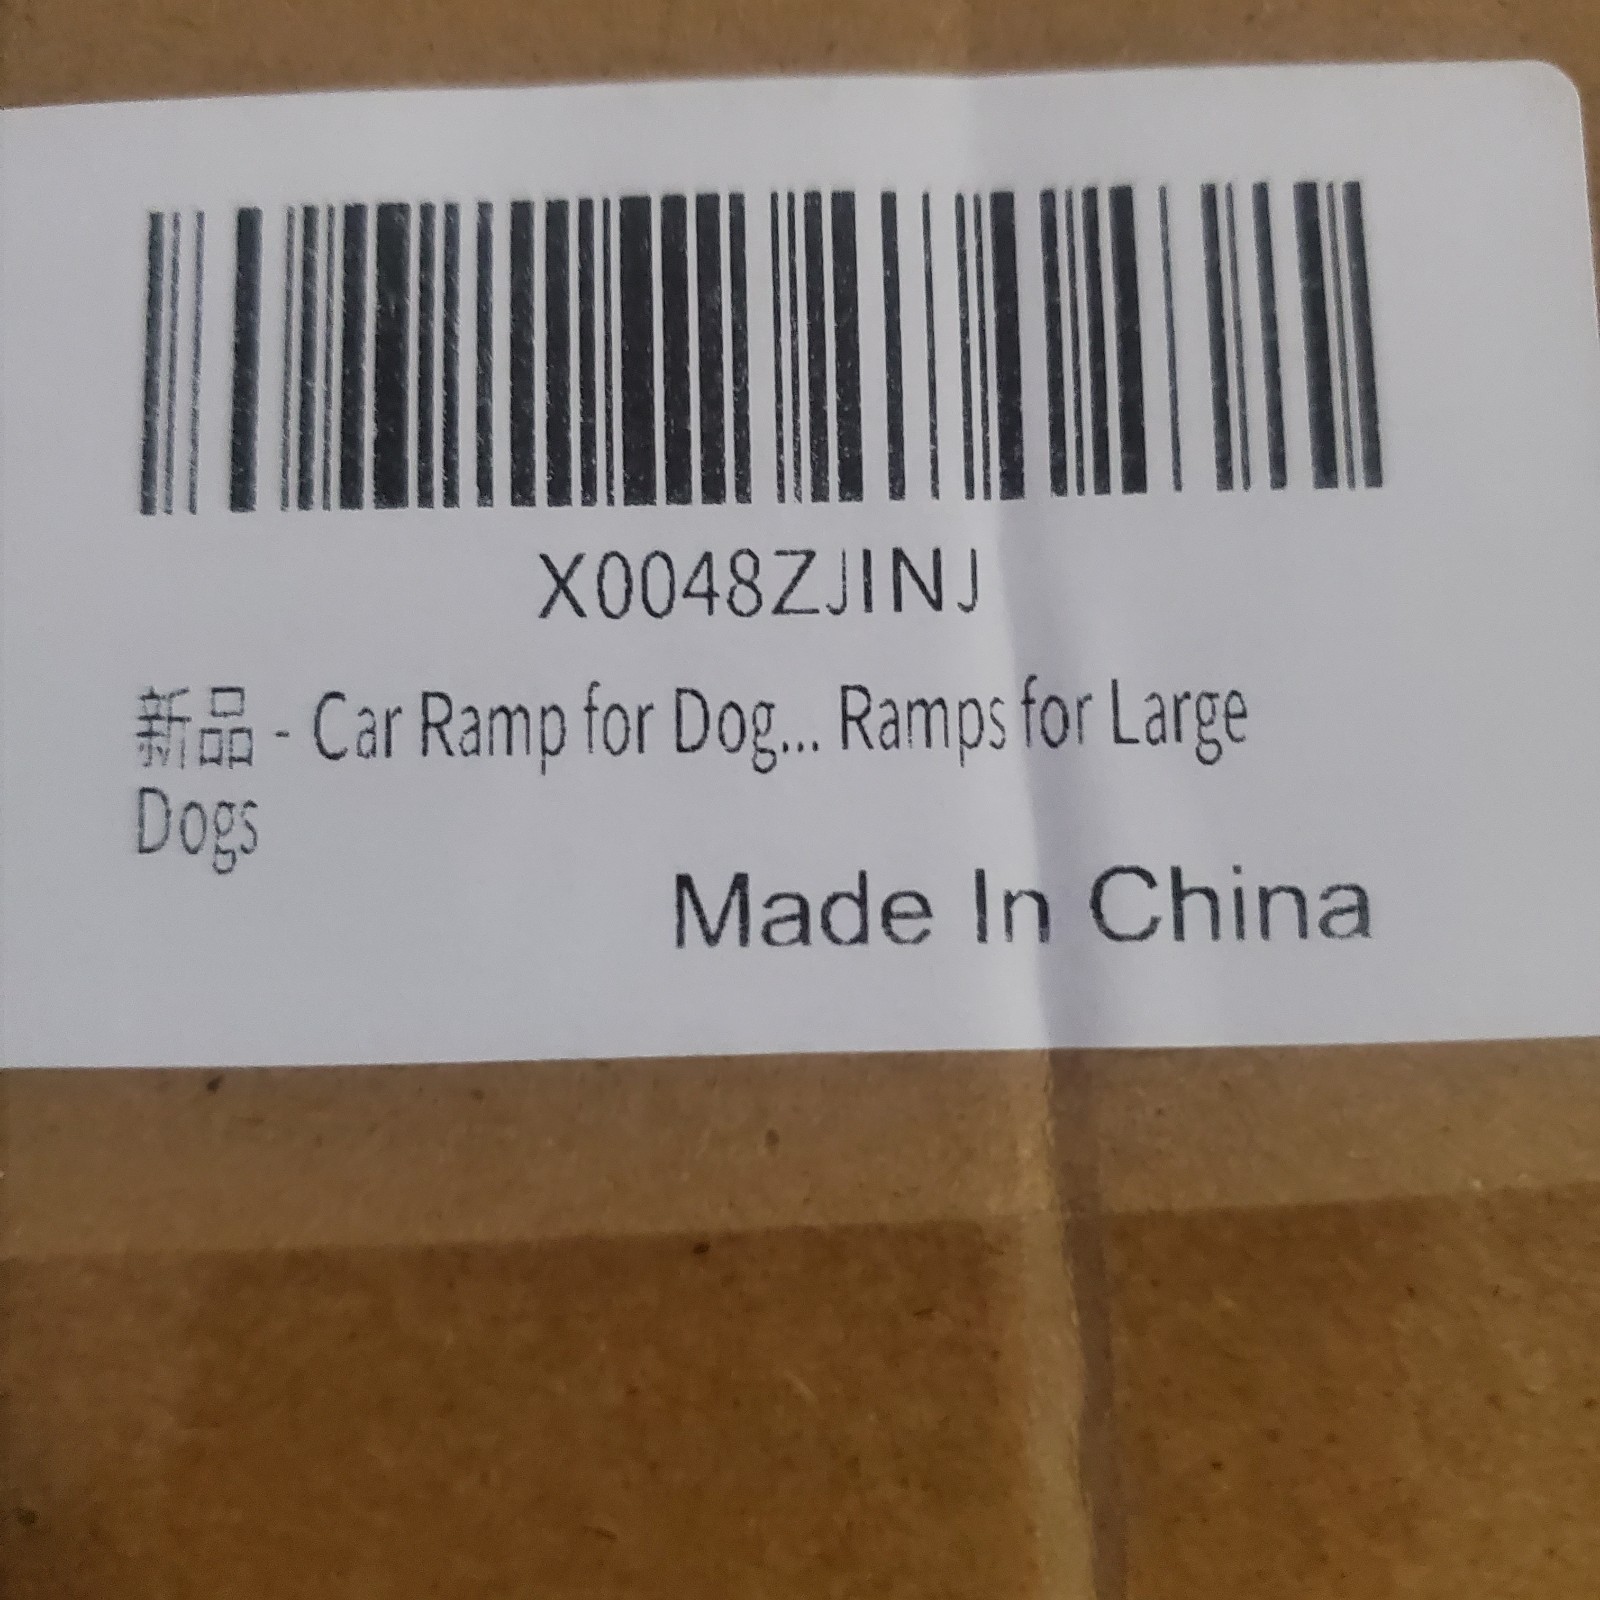 X0048ZJINJ
新品 - Car Ramp for Dog... Ramps for Large
Dogs
Made In China